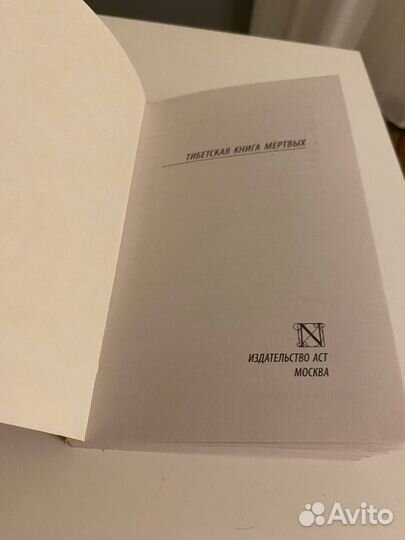 ТИБЕТСКАЯ КНИГА МЕРТВЫХ
N
ИЗДАТЕЛЬСТВО АСТ
МОСКВА
Avito